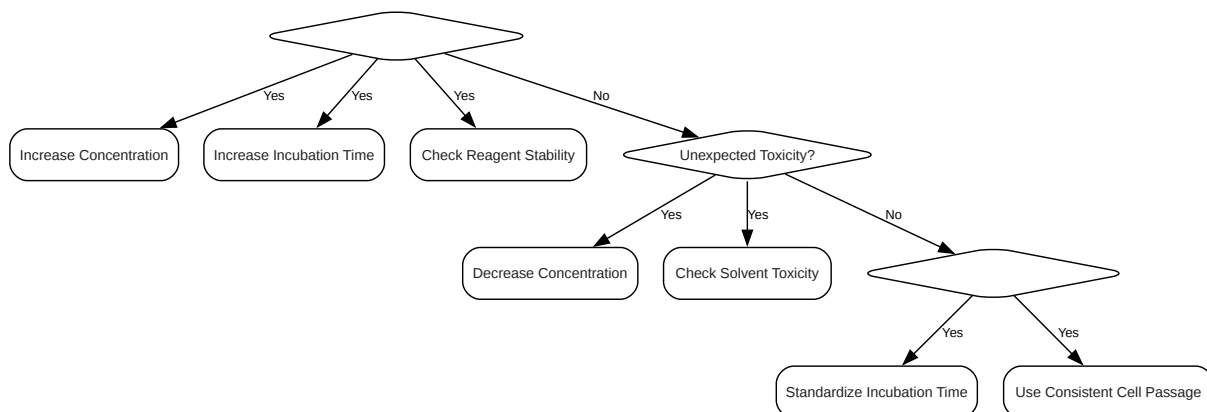 Yes
Yes
Yes
No
Increase Concentration
Increase Incubation Time
Check Reagent Stability
Unexpected Toxicity?
Yes
Yes
No
Decrease Concentration
Check Solvent Toxicity
Yes
Yes
Standardize Incubation Time
Use Consistent Cell Passage